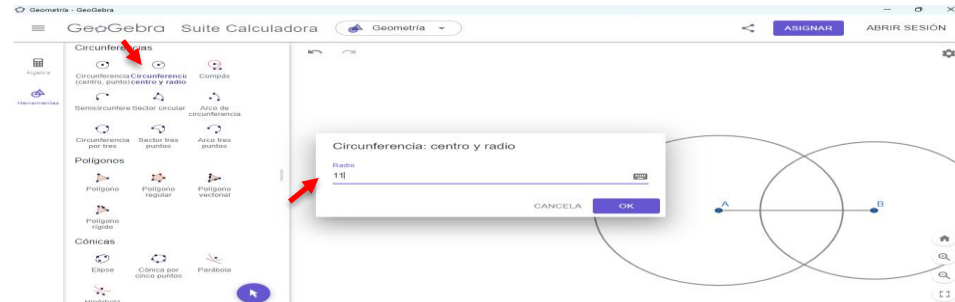 Geometría - GeoGebra
GeoGebra Suite Calculadora Geometría ASIGNAR ABRIR SESIÓN
Álgebra
Herramientas
Circunferencias
Circunferencia (centro, punto)
Circunferencia: centro y radio
Compás
Semicircunfere
Sector circular
Arco de circunferencia
Circunferencia por tres
Sector tres puntos
Arco tres puntos
Polígonos
Polígono
Polígono regular
Polígono vectorial
Polígono rígido
Cónicas
Elipse
Cónica por cinco puntos
Parábola
Hipérbola
Circunferencia: centro y radio
Radio
11
CANCELA OK
A B